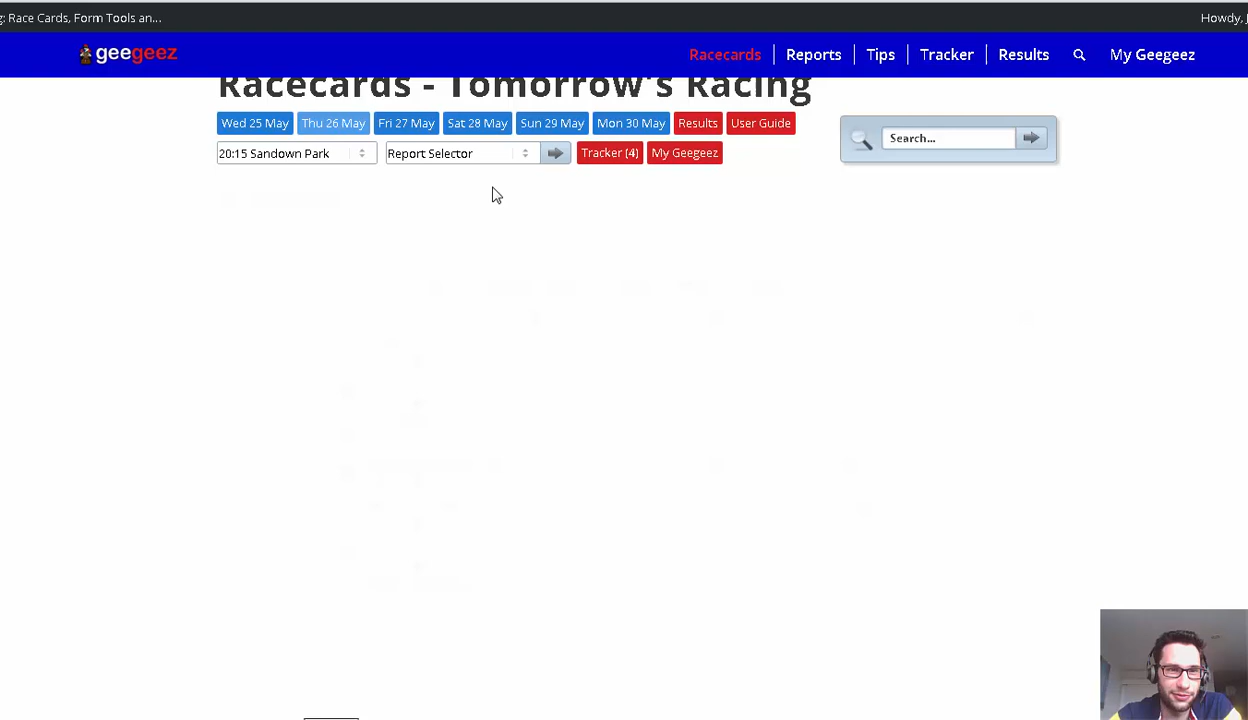 g: Race Cards, Form Tools an...
Howdy, J
geegeez
Racecards
Reports
Tips
Tracker
Results
My Geegeez
Racecards - Tomorrow's Racing
Wed 25 May
Thu 26 May
Fri 27 May
Sat 28 May
Sun 29 May
Mon 30 May
Results
User Guide
Search...
20:15 Sandown Park
Report Selector
Tracker (4)
My Geegeez